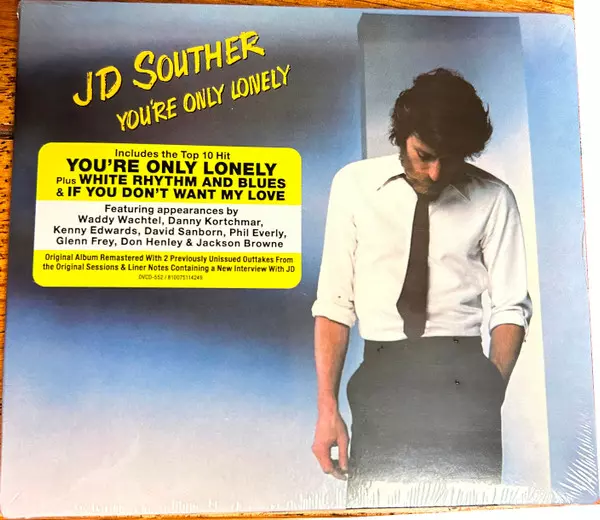 JD SOUTHER
YOU'RE ONLY LONELY
Includes the Top 10 Hit
YOU'RE ONLY LONELY
PLUS WHITE RHYTHM AND BLUES
& IF YOU DON'T WANT MY LOVE
Featuring appearances by
Waddy Wachtel, Danny Kortchmar,
Kenny Edwards, David Sanborn, Phil Everly,
Glenn Frey, Don Henley & Jackson Browne
Original Album Remastered With 2 Previously Unissued Outtakes From
the Original Sessions & Liner Notes Containing a New Interview With JD
OVCD-552 / 810075114249